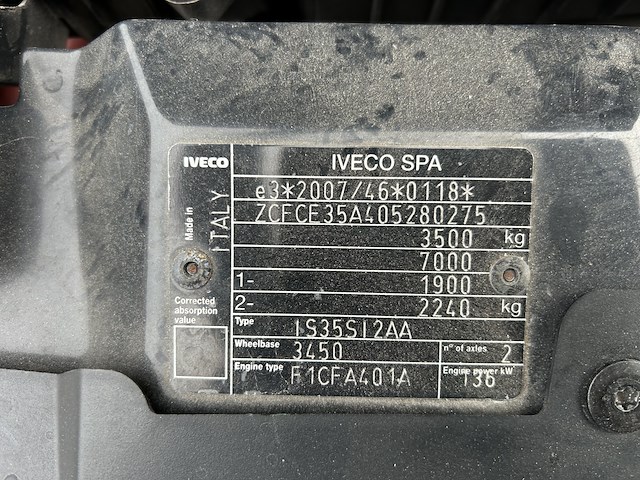 IVECO IVECO SPA
e3*2007/46*0118*
ZCFCE35A405280275
Made in ITALY
3500 kg
7000
1- 1900
2- 2240 kg
Corrected absorption value
Type IS35SI2AA
Wheelbase 3450 n° of axles 2
Engine type F1CFA401A Engine power kW 136